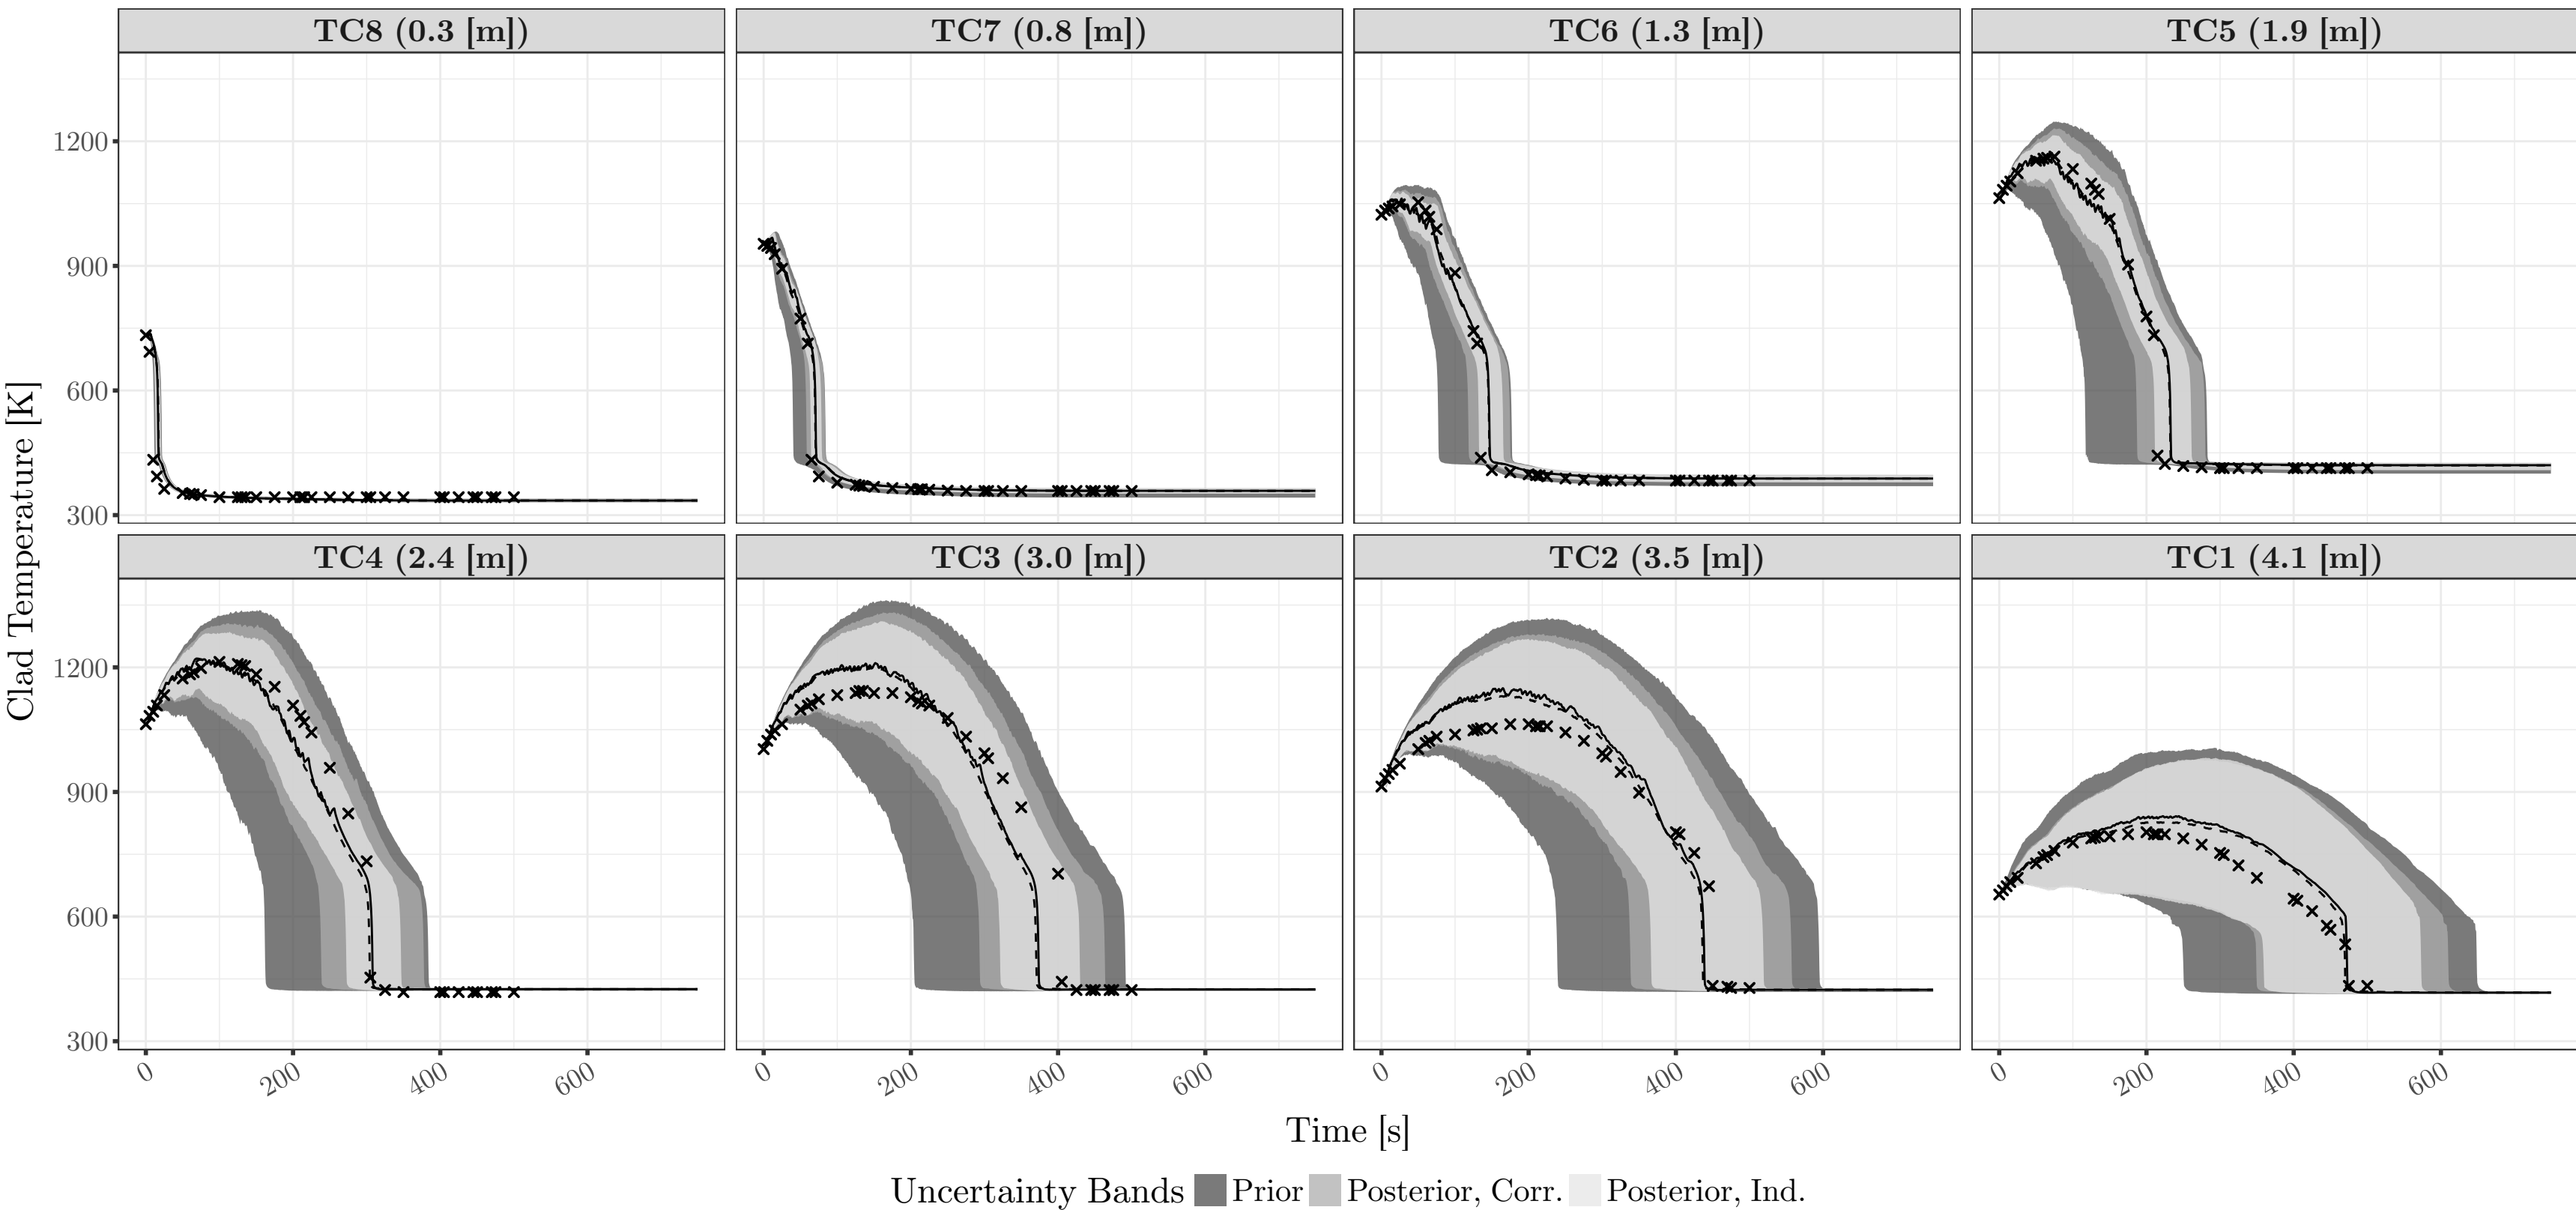 TC8 (0.3 [m])
TC7 (0.8 [m])
TC6 (1.3 [m])
TC5 (1.9 [m])
1200
900
600
300
TC4 (2.4 [m])
TC3 (3.0 [m])
TC2 (3.5 [m])
TC1 (4.1 [m])
1200
900
600
300
Clad Temperature [K]
0 200 400 600
0 200 400 600
0 200 400 600
0 200 400 600
Time [s]
Uncertainty Bands Prior Posterior, Corr. Posterior, Ind.